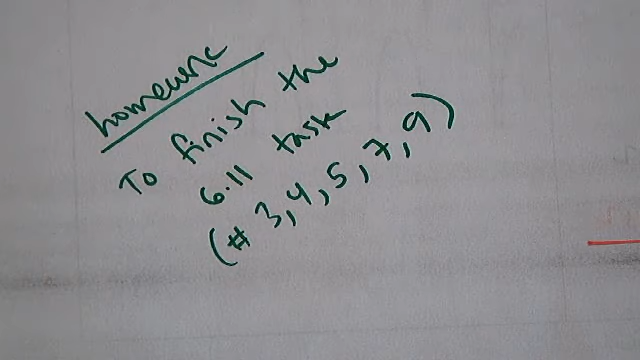 homework
To finish the
6.11 task
(# 3, 4, 5, 7, 9)